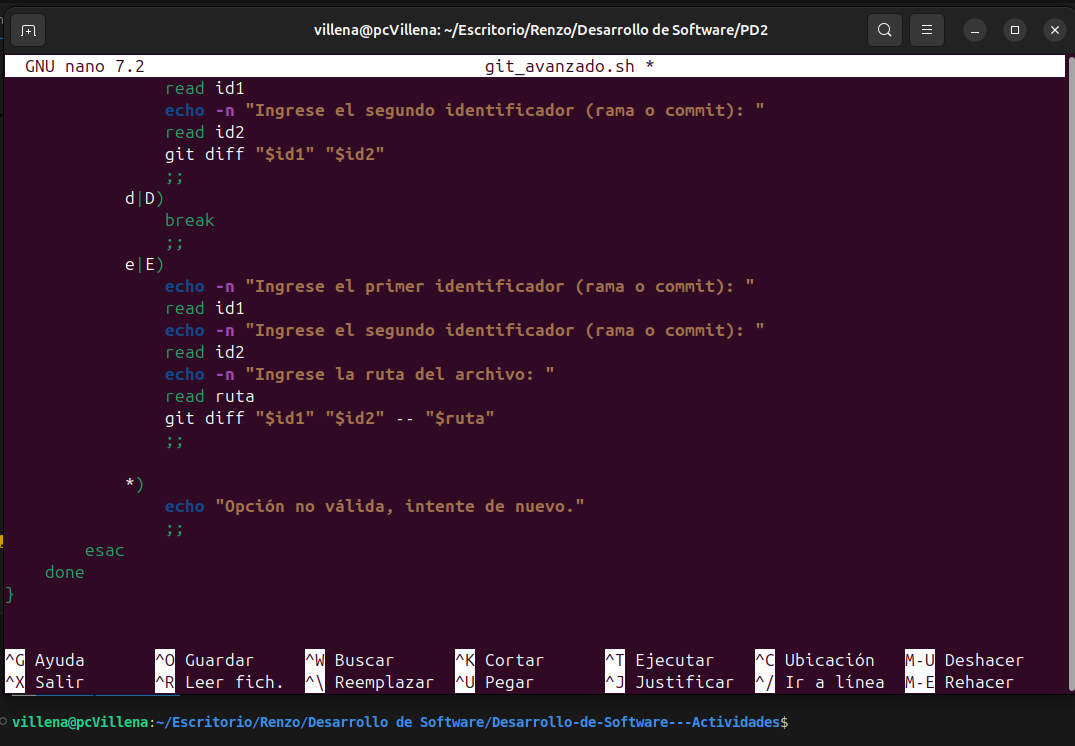 villena@pcVillena: ~/Escritorio/Renzo/Desarrollo de Software/PD2
GNU nano 7.2 git_avanzado.sh *
read id1
echo -n "Ingrese el segundo identificador (rama o commit): "
read id2
git diff "$id1" "$id2"
;;
d|D)
break
;;
e|E)
echo -n "Ingrese el primer identificador (rama o commit): "
read id1
echo -n "Ingrese el segundo identificador (rama o commit): "
read id2
echo -n "Ingrese la ruta del archivo: "
read ruta
git diff "$id1" "$id2" -- "$ruta"
;;
*)
echo "Opción no válida, intente de nuevo."
;;
esac
done
}
^G Ayuda ^O Guardar ^W Buscar ^K Cortar ^T Ejecutar ^C Ubicación M-U Deshacer
^X Salir ^R Leer fich. ^\ Reemplazar ^U Pegar ^J Justificar ^/ Ir a línea M-E Rehacer
villena@pcVillena:~/Escritorio/Renzo/Desarrollo de Software/Desarrollo-de-Software---Actividades$